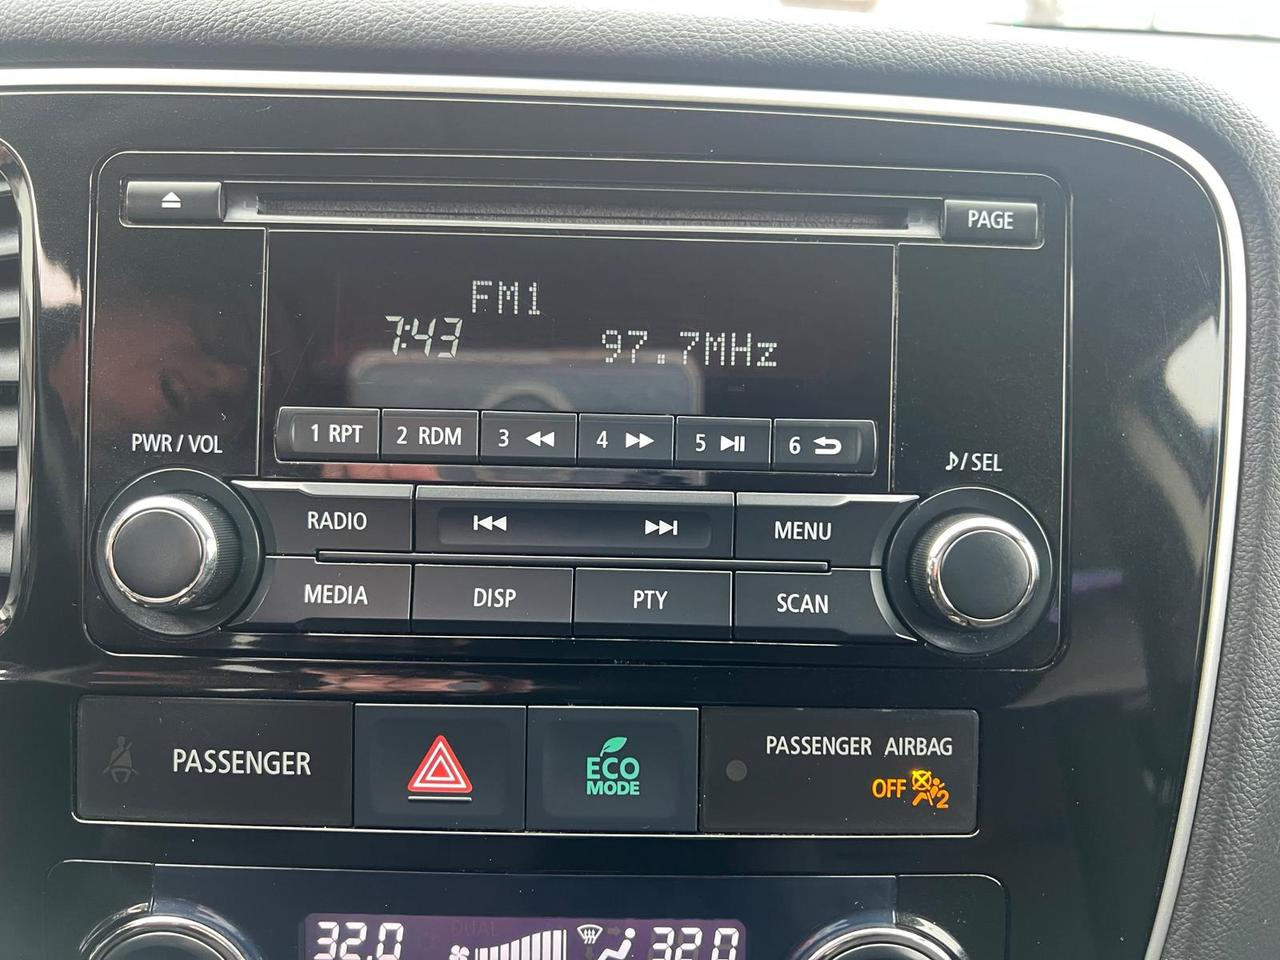 PAGE
FM1
7:43 97.7MHz
1 RPT 2 RDM 3 4 5 6
PWR / VOL
♪/ SEL
RADIO MENU
MEDIA DISP PTY SCAN
PASSENGER
ECO
MODE
PASSENGER AIRBAG
OFF 2
DUAL
32.0 32.0